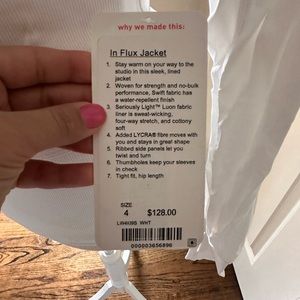 why we made this:
In Flux Jacket
1. Stay warm on your way to the
studio in this sleek, lined
jacket
2. Woven for strength and no-bulk
performance, Swift fabric has
a water-repellent finish
3. Seriously Light™ Luon fabric
liner is sweat-wicking,
four-way stretch, and cottony
soft
4. Added LYCRA® fibre moves with
you and stays in great shape
5. Ribbed side panels let you
twist and turn
6. Thumbholes keep your sleeves
in check
7. Tight fit, hip length
SIZE
4 $128.00
WHT
000003656896